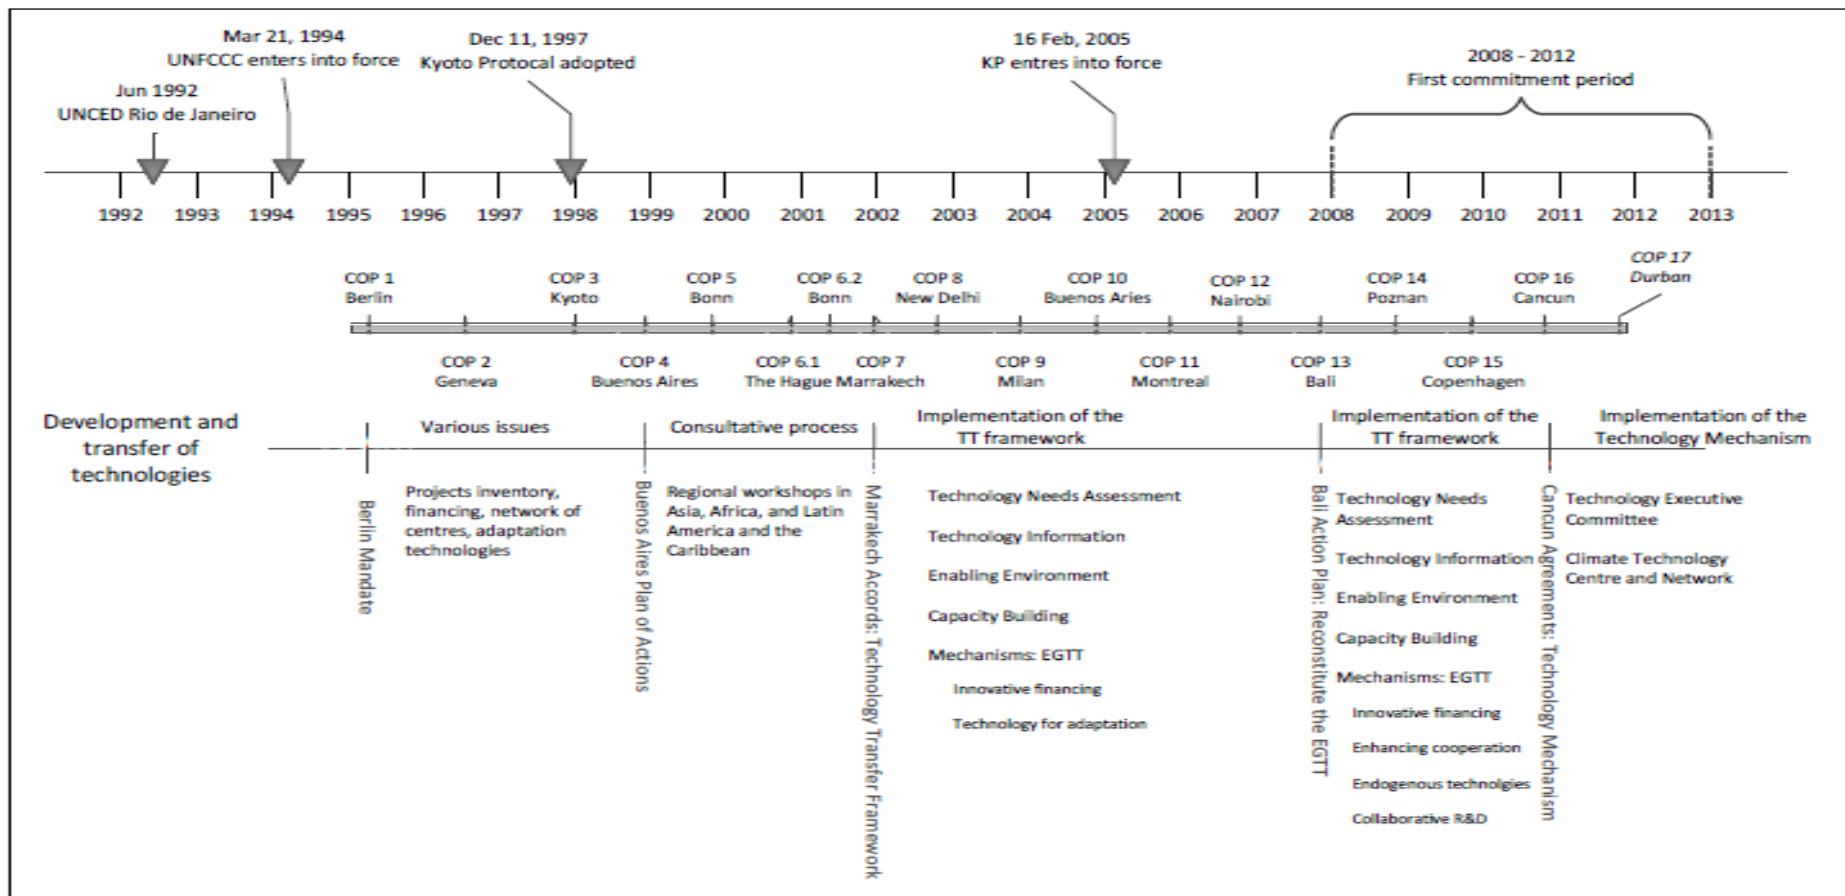 Mar 21, 1994
UNFCCC enters into force
Dec 11, 1997
Kyoto Protocal adopted
16 Feb, 2005
KP entres into force
2008 - 2012
First commitment period
Jun 1992
UNCED Rio de Janeiro
1992 1993 1994 1995 1996 1997 1998 1999 2000 2001 2002 2003 2004 2005 2006 2007 2008 2009 2010 2011 2012 2013
COP 1
Berlin
COP 3
Kyoto
COP 5
Bonn
COP 6.2
Bonn
COP 8
New Delhi
COP 10
Buenos Aries
COP 12
Nairobi
COP 14
Poznan
COP 16
Cancun
COP 17
Durban
COP 2
Geneva
COP 4
Buenos Aires
COP 6.1
The Hague
COP 7
Marrakech
COP 9
Milan
COP 11
Montreal
COP 13
Bali
COP 15
Copenhagen
Development and
transfer of
technologies
Various issues
Consultative process
Implementation of the
TT framework
Implementation of the
TT framework
Implementation of the
Technology Mechanism
Berlin Mandate
Projects inventory,
financing, network of
centres, adaptation
technologies
Buenos Aires Plan of Actions
Regional workshops in
Asia, Africa, and Latin
America and the
Caribbean
Marrakech Accords: Technology Transfer Framework
Technology Needs Assessment
Technology Information
Enabling Environment
Capacity Building
Mechanisms: EGTT
Innovative financing
Technology for adaptation
Bali Action Plan: Reconstitute the EGTT
Technology Needs
Assessment
Technology Information
Enabling Environment
Capacity Building
Mechanisms: EGTT
Innovative financing
Enhancing cooperation
Endogenous technolgies
Collaborative R&D
Cancun Agreements: Technology Mechanism
Technology Executive
Committee
Climate Technology
Centre and Network